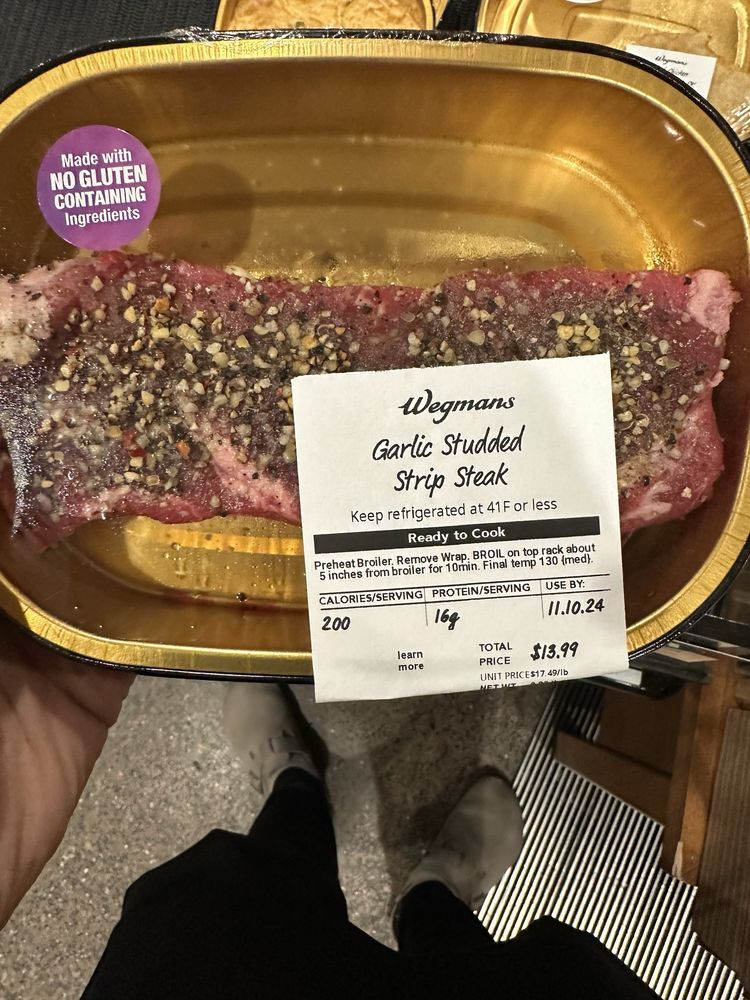 Wegmans
Made with
NO GLUTEN
CONTAINING
Ingredients
Wegmans
Garlic Studded
Strip Steak
Keep refrigerated at 41F or less
Ready to Cook
Preheat Broiler. Remove Wrap. BROIL on top rack about
5 inches from broiler for 10min. Final temp 130 (med).
CALORIES/SERVING PROTEIN/SERVING USE BY:
200 16g 11.10.24
learn
more
TOTAL
PRICE $13.99
UNIT PRICE$17.49/lb
NET WT